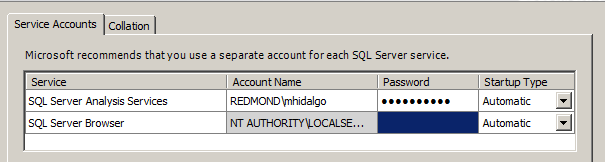 Service Accounts Collation
Microsoft recommends that you use a separate account for each SQL Server service.
Service Account Name Password Startup Type
SQL Server Analysis Services REDMOND\mhidalgo ●●●●●●●●●● Automatic
SQL Server Browser NT AUTHORITY\LOCALSE... Automatic